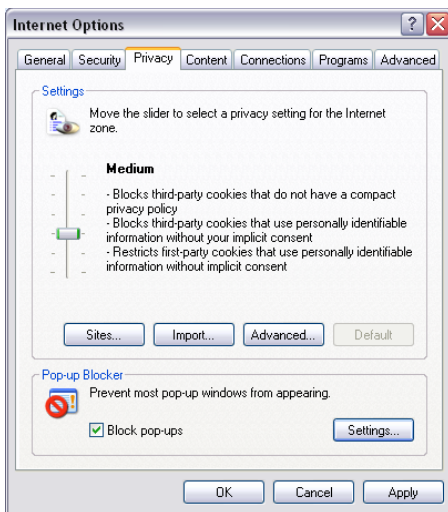 Internet Options
General Security Privacy Content Connections Programs Advanced
Settings
Move the slider to select a privacy setting for the Internet
zone.
Medium
- Blocks third-party cookies that do not have a compact
privacy policy
- Blocks third-party cookies that use personally identifiable
information without your implicit consent
- Restricts first-party cookies that use personally identifiable
information without implicit consent
Sites... Import... Advanced... Default
Pop-up Blocker
Prevent most pop-up windows from appearing.
Block pop-ups Settings...
OK Cancel Apply